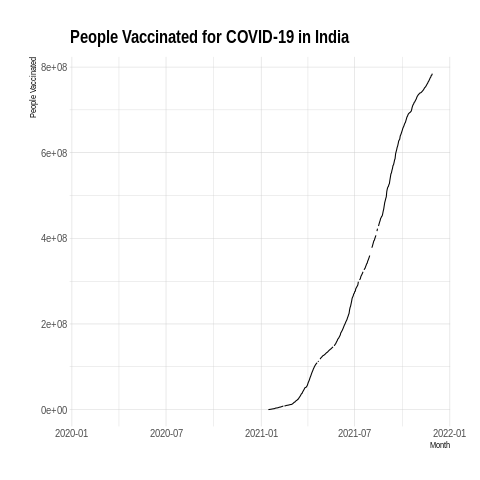 People Vaccinated for COVID-19 in India
People Vaccinated
8e+08
6e+08
4e+08
2e+08
0e+00
2020-01
2020-07
2021-01
2021-07
2022-01
Month